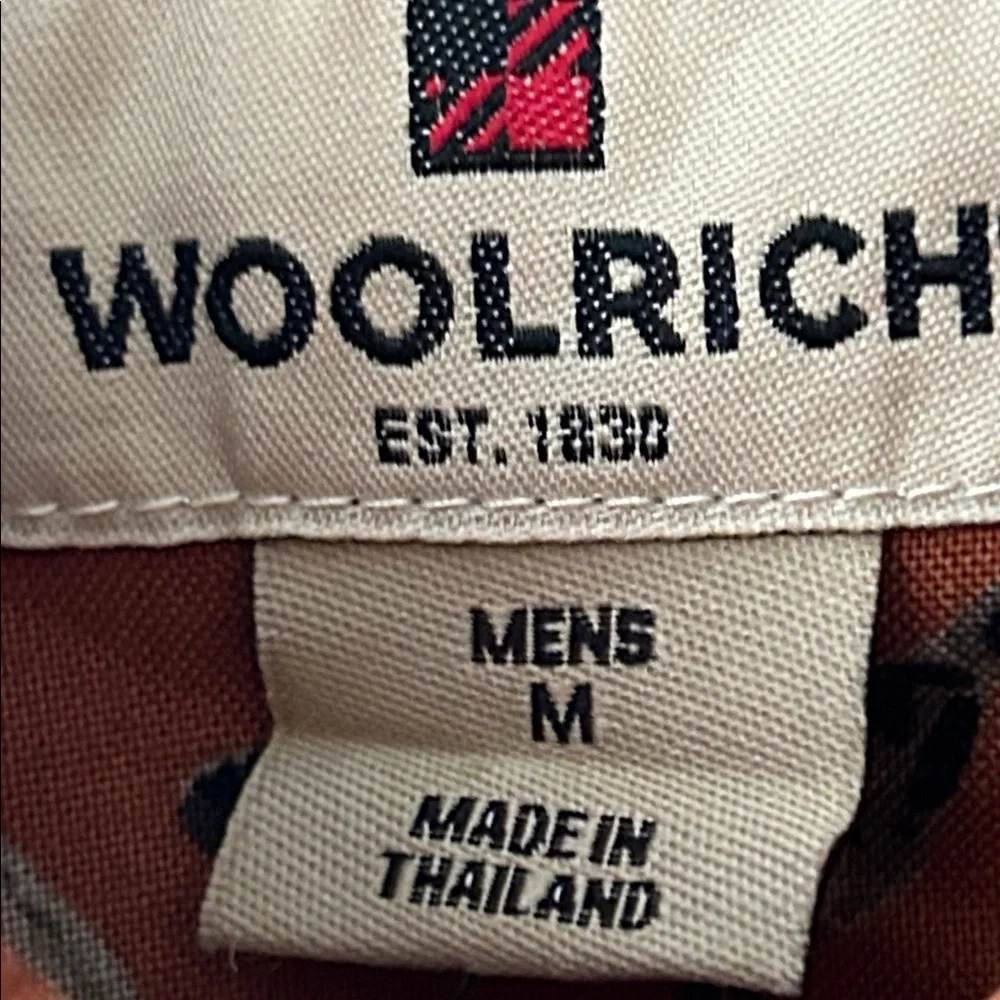 WOOLRICH
EST. 1830
MENS
M
MADE IN
THAILAND